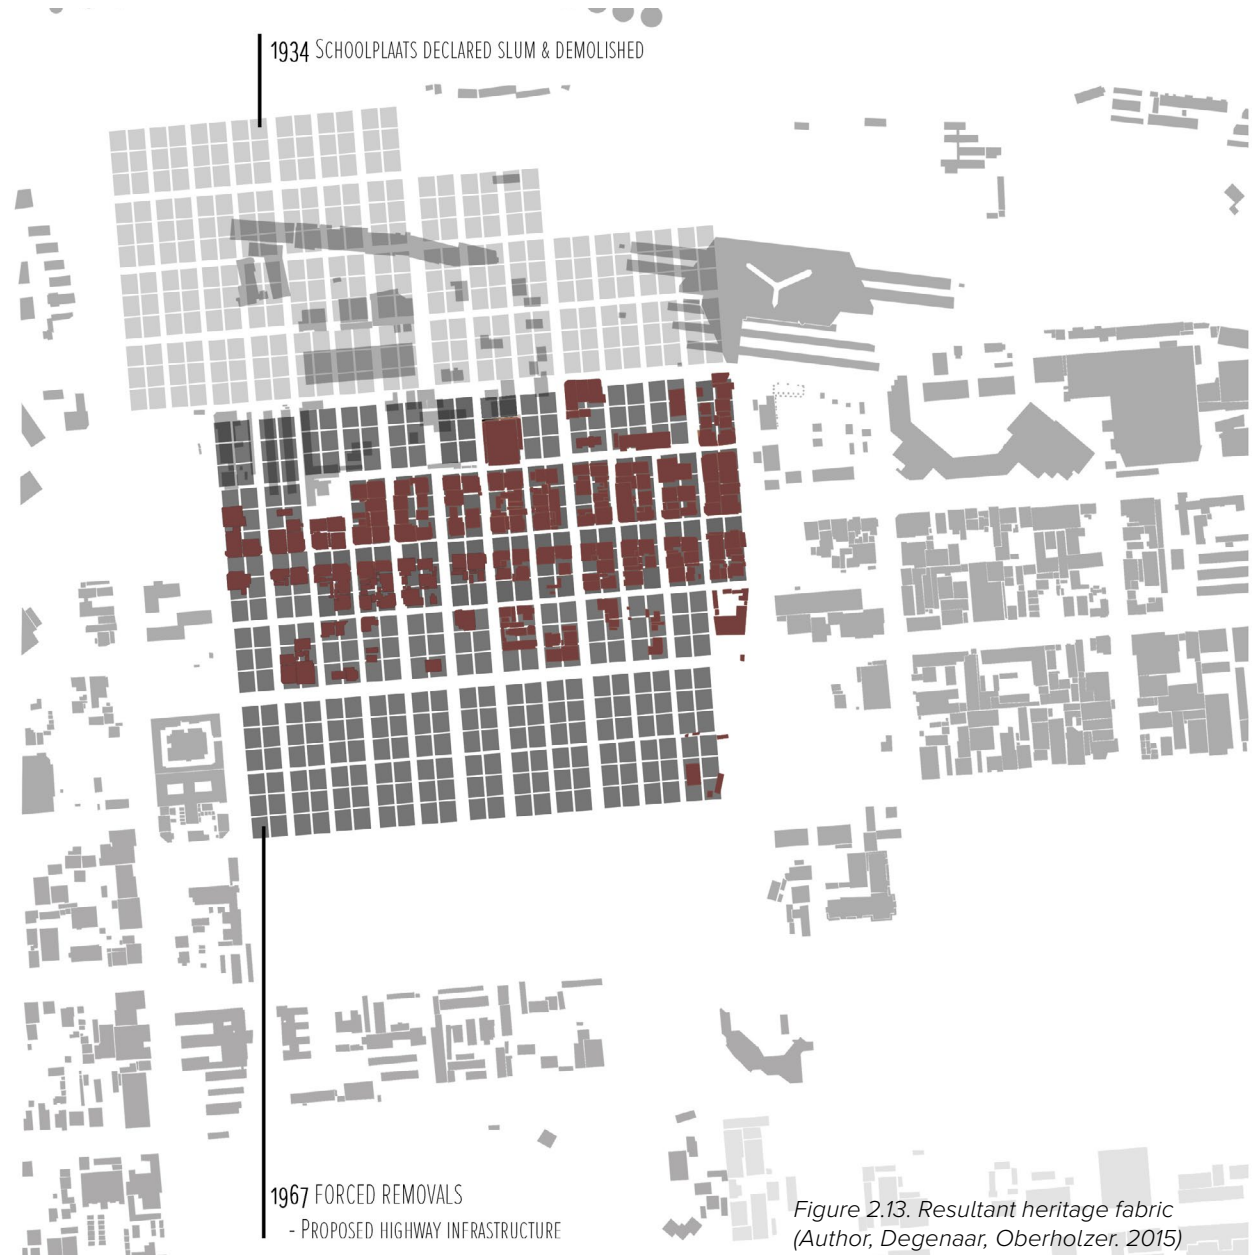 1934 SCHOOLPLAATS DECLARED SLUM & DEMOLISHED
1967 FORCED REMOVALS
- PROPOSED HIGHWAY INFRASTRUCTURE
Figure 2.13. Resultant heritage fabric
(Author, Degenaar, Oberholzer. 2015)